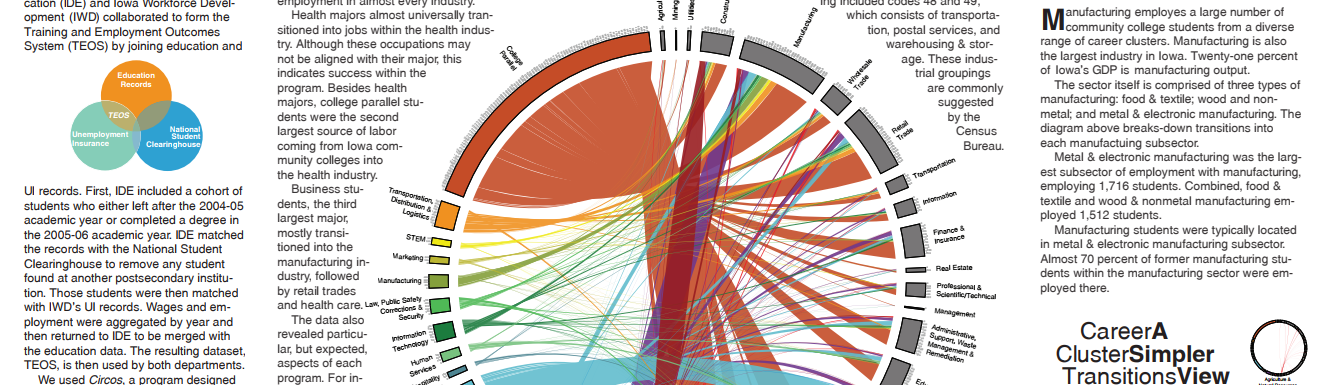 cation (IDE) and Iowa Workforce Devel-
opment (IWD) collaborated to form the
Training and Employment Outcomes
System (TEOS) by joining education and
Education
Records
TEOS
Unemployment
Insurance
National
Student
Clearinghouse
UI records. First, IDE included a cohort of
students who either left after the 2004-05
academic year or completed a degree in
the 2005-06 academic year. IDE matched
the records with the National Student
Clearinghouse to remove any student
found at another postsecondary institu-
tion. Those students were then matched
with IWD's UI records. Wages and em-
ployment were aggregated by year and
then returned to IDE to be merged with
the education data. The resulting dataset,
TEOS, is then used by both departments.
We used Circos, a program designed
employment in almost every industry.
Health majors almost universally tran-
sitioned into jobs within the health indus-
try. Although these occupations may
not be aligned with their major, this
indicates success within the
program. Besides health
majors, college parallel stu-
dents were the second
largest source of labor
coming from Iowa com-
munity colleges into
the health industry.
Business stu-
dents, the third
largest major,
mostly transi-
tioned into the
manufacturing in-
dustry, followed
by retail trades
and health care.
The data also
revealed particu-
lar, but expected,
aspects of each
program. For in-
College
Parallel
Transportation,
Distribution &
Logistics
STEM
Marketing
Manufacturing
Law, Public Safety
Corrections &
Security
Information
Technology
Human
Services
Hospitality
Agricul
Mining
Utilities
Constru
Manufacturing
Wholesale
Trade
Retail
Trade
Transportation
Information
Finance &
Insurance
Real Estate
Professional &
Scientific/Technical
Management
Administrative,
Support, Waste
Management &
Remediation
Ed
ing included codes 48 and 49,
which consists of transporta-
tion, postal services, and
warehousing & stor-
age. These indus-
trial groupings
are commonly
suggested
by the
Census
Bureau.
Manufacturing employes a large number of
community college students from a diverse
range of career clusters. Manufacturing is also
the largest industry in Iowa. Twenty-one percent
of Iowa's GDP is manufacturing output.
The sector itself is comprised of three types of
manufacturing: food & textile; wood and non-
metal; and metal & electronic manufacturing. The
diagram above breaks-down transitions into
each manufacturing subsector.
Metal & electronic manufacturing was the larg-
est subsector of employment with manufacturing,
employing 1,716 students. Combined, food &
textile and wood & nonmetal manufacturing em-
ployed 1,512 students.
Manufacturing students were typically located
in metal & electronic manufacturing subsector.
Almost 70 percent of former manufacturing stu-
dents within the manufacturing sector were em-
ployed there.
CareerA
ClusterSimpler
TransitionsView
Agriculture &